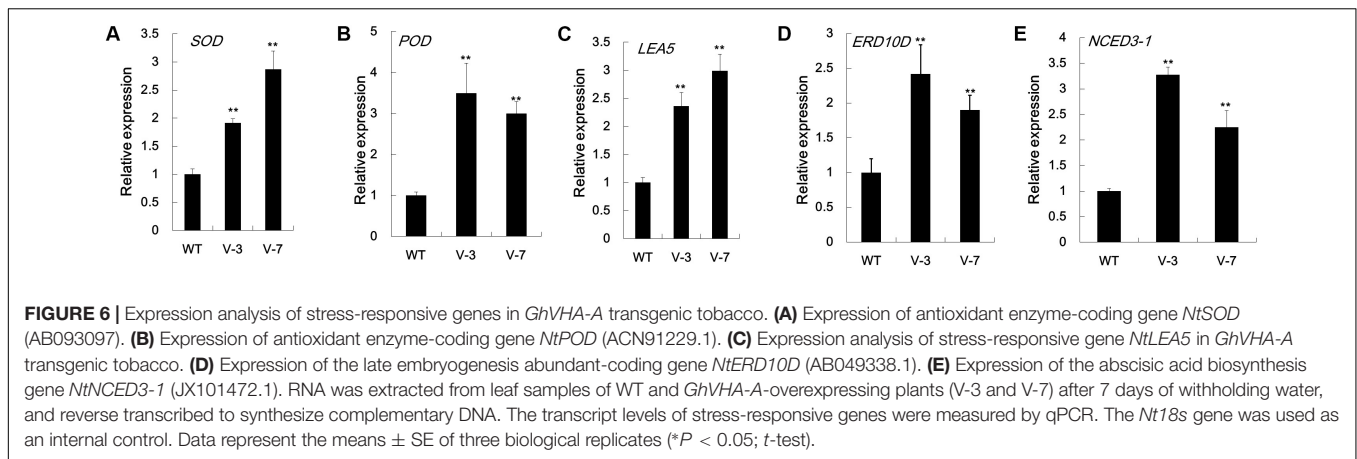 A SOD
3.5
3
2.5
2
1.5
1
0.5
0
Relative expression
**
**
WT V-3 V-7
B POD
5
4
3
2
1
0
Relative expression
**
**
WT V-3 V-7
C LEA5
3.5
3
2.5
2
1.5
1
0.5
0
Relative expression
**
**
WT V-3 V-7
D ERD10D
3
2.5
2
1.5
1
0.5
0
Relative expression
**
**
WT V-3 V-7
E NCED3-1
4
3.5
3
2.5
2
1.5
1
0.5
0
Relative expression
**
**
WT V-3 V-7
FIGURE 6 | Expression analysis of stress-responsive genes in GhVHA-A transgenic tobacco. (A) Expression of antioxidant enzyme-coding gene NtSOD
(AB093097). (B) Expression of antioxidant enzyme-coding gene NtPOD (ACN91229.1). (C) Expression analysis of stress-responsive gene NtLEA5 in GhVHA-A
transgenic tobacco. (D) Expression of the late embryogenesis abundant-coding gene NtERD10D (AB049338.1). (E) Expression of the abscisic acid biosynthesis
gene NtNCED3-1 (JX101472.1). RNA was extracted from leaf samples of WT and GhVHA-A-overexpressing plants (V-3 and V-7) after 7 days of withholding water,
and reverse transcribed to synthesize complementary DNA. The transcript levels of stress-responsive genes were measured by qPCR. The Nt18s gene was used as
an internal control. Data represent the means ± SE of three biological replicates (*P < 0.05; t-test).